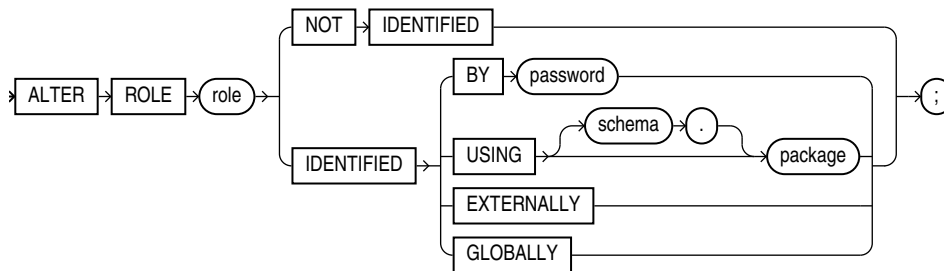 NOT IDENTIFIED
BY password
ALTER ROLE role ;
schema .
IDENTIFIED USING package
EXTERNALLY
GLOBALLY